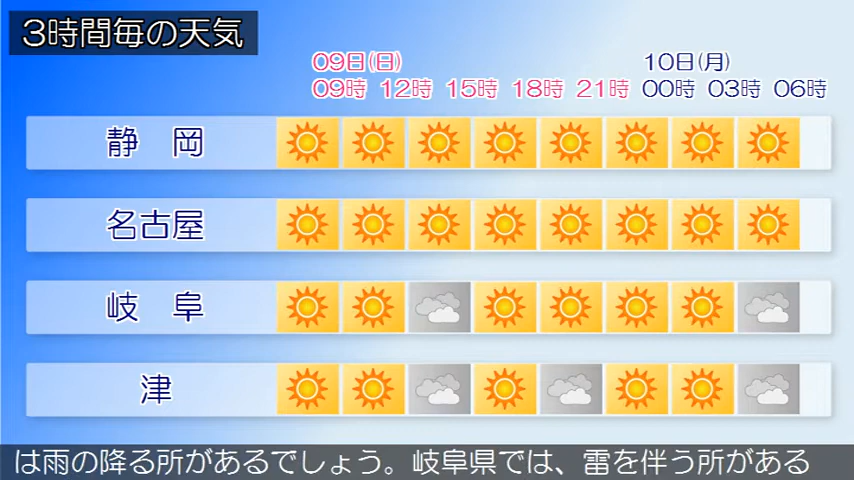 3時間毎の天気
09日(日) 10日(月)
09時 12時 15時 18時 21時 00時 03時 06時
静 岡
名古屋
岐 阜
津
は雨の降る所があるでしょう。岐阜県では、雷を伴う所がある